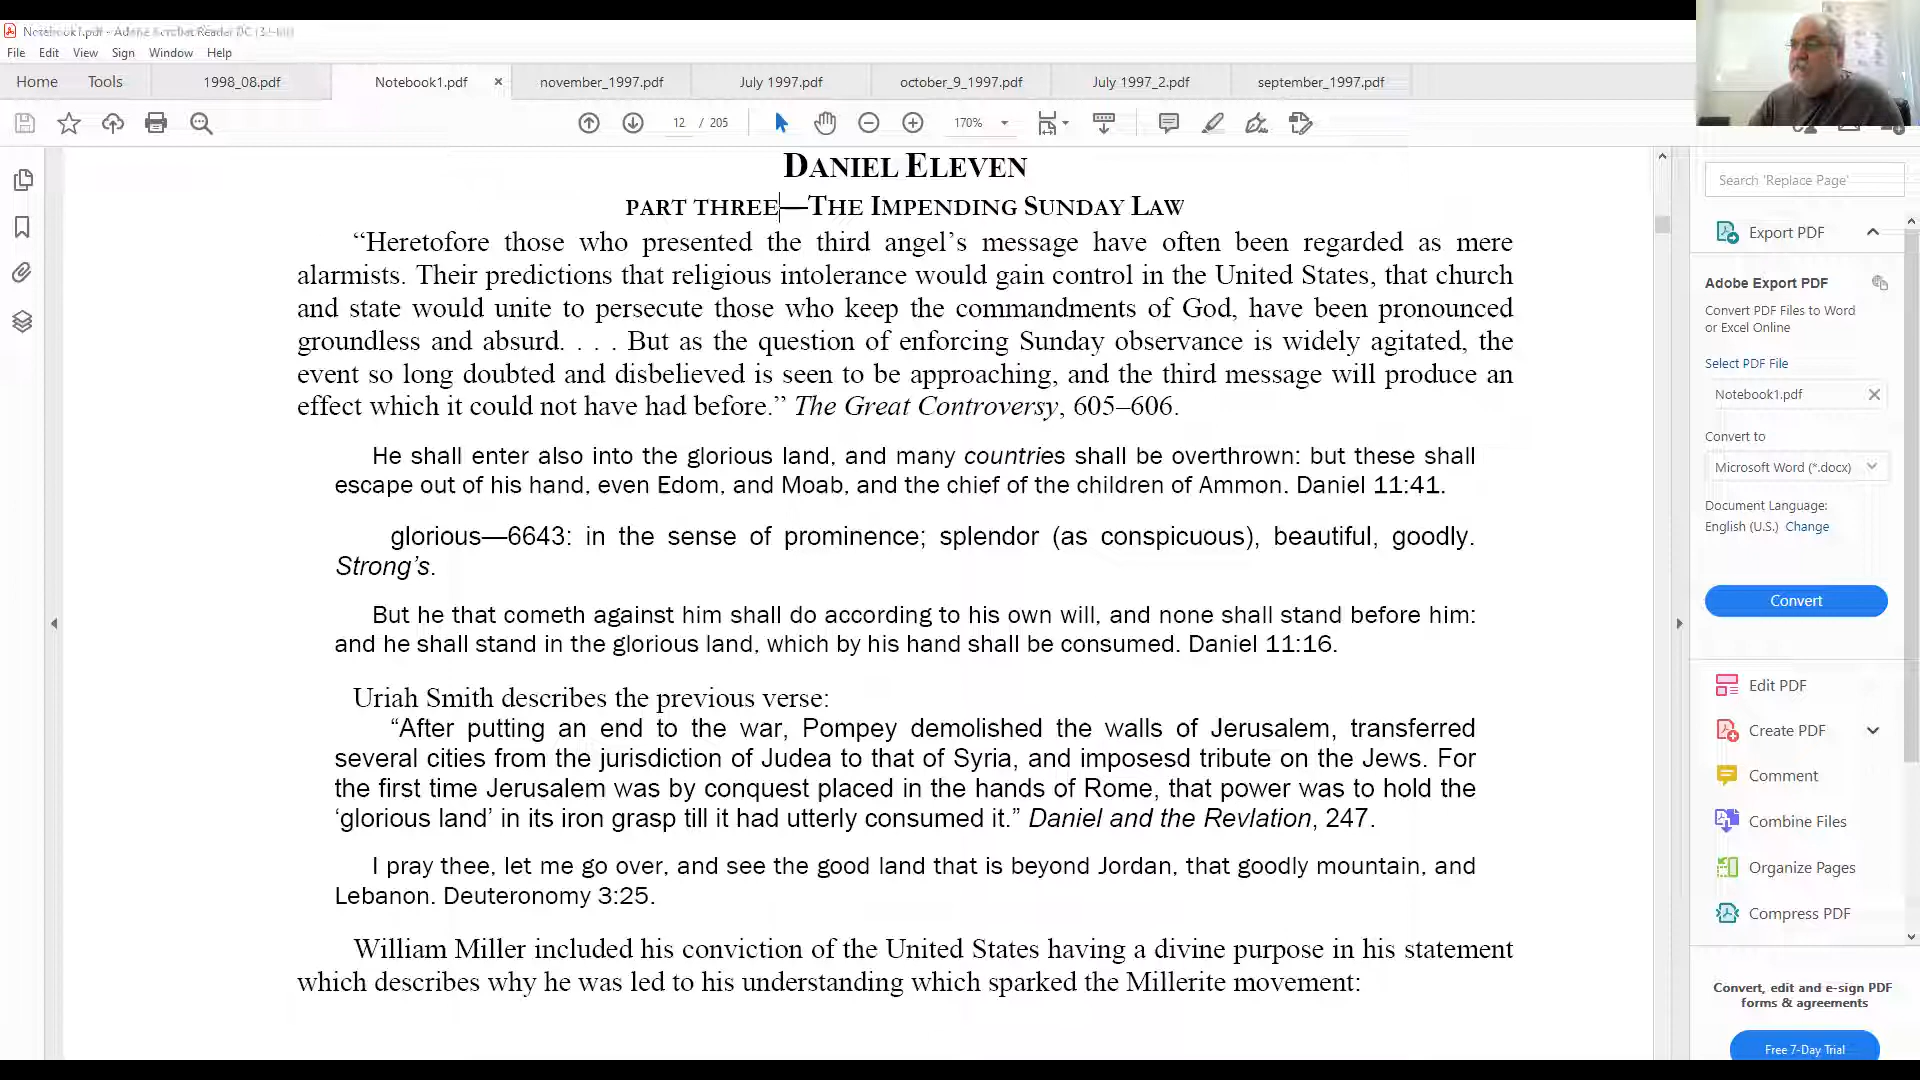 Notebook1.pdf - Adobe Acrobat Reader DC (32-bit)
File Edit View Sign Window Help
Home Tools 1998_08.pdf Notebook1.pdf × november_1997.pdf July 1997.pdf october_9_1997.pdf July 1997_2.pdf september_1997.pdf
12 / 205 170%
DANIEL ELEVEN
PART THREE—THE IMPENDING SUNDAY LAW
“Heretofore those who presented the third angel’s message have often been regarded as mere
alarmists. Their predictions that religious intolerance would gain control in the United States, that church
and state would unite to persecute those who keep the commandments of God, have been pronounced
groundless and absurd. . . . But as the question of enforcing Sunday observance is widely agitated, the
event so long doubted and disbelieved is seen to be approaching, and the third message will produce an
effect which it could not have had before.” The Great Controversy, 605–606.
He shall enter also into the glorious land, and many countries shall be overthrown: but these shall
escape out of his hand, even Edom, and Moab, and the chief of the children of Ammon. Daniel 11:41.
glorious—6643: in the sense of prominence; splendor (as conspicuous), beautiful, goodly.
Strong’s.
But he that cometh against him shall do according to his own will, and none shall stand before him:
and he shall stand in the glorious land, which by his hand shall be consumed. Daniel 11:16.
Uriah Smith describes the previous verse:
“After putting an end to the war, Pompey demolished the walls of Jerusalem, transferred
several cities from the jurisdiction of Judea to that of Syria, and imposesd tribute on the Jews. For
the first time Jerusalem was by conquest placed in the hands of Rome, that power was to hold the
‘glorious land’ in its iron grasp till it had utterly consumed it.” Daniel and the Revlation, 247.
I pray thee, let me go over, and see the good land that is beyond Jordan, that goodly mountain, and
Lebanon. Deuteronomy 3:25.
William Miller included his conviction of the United States having a divine purpose in his statement
which describes why he was led to his understanding which sparked the Millerite movement:
Search 'Replace Page'
Export PDF
Adobe Export PDF
Convert PDF Files to Word
or Excel Online
Select PDF File
Notebook1.pdf
Convert to
Microsoft Word (*.docx)
Document Language:
English (U.S.) Change
Convert
Edit PDF
Create PDF
Comment
Combine Files
Organize Pages
Compress PDF
Convert, edit and e-sign PDF
forms & agreements
Free 7-Day Trial